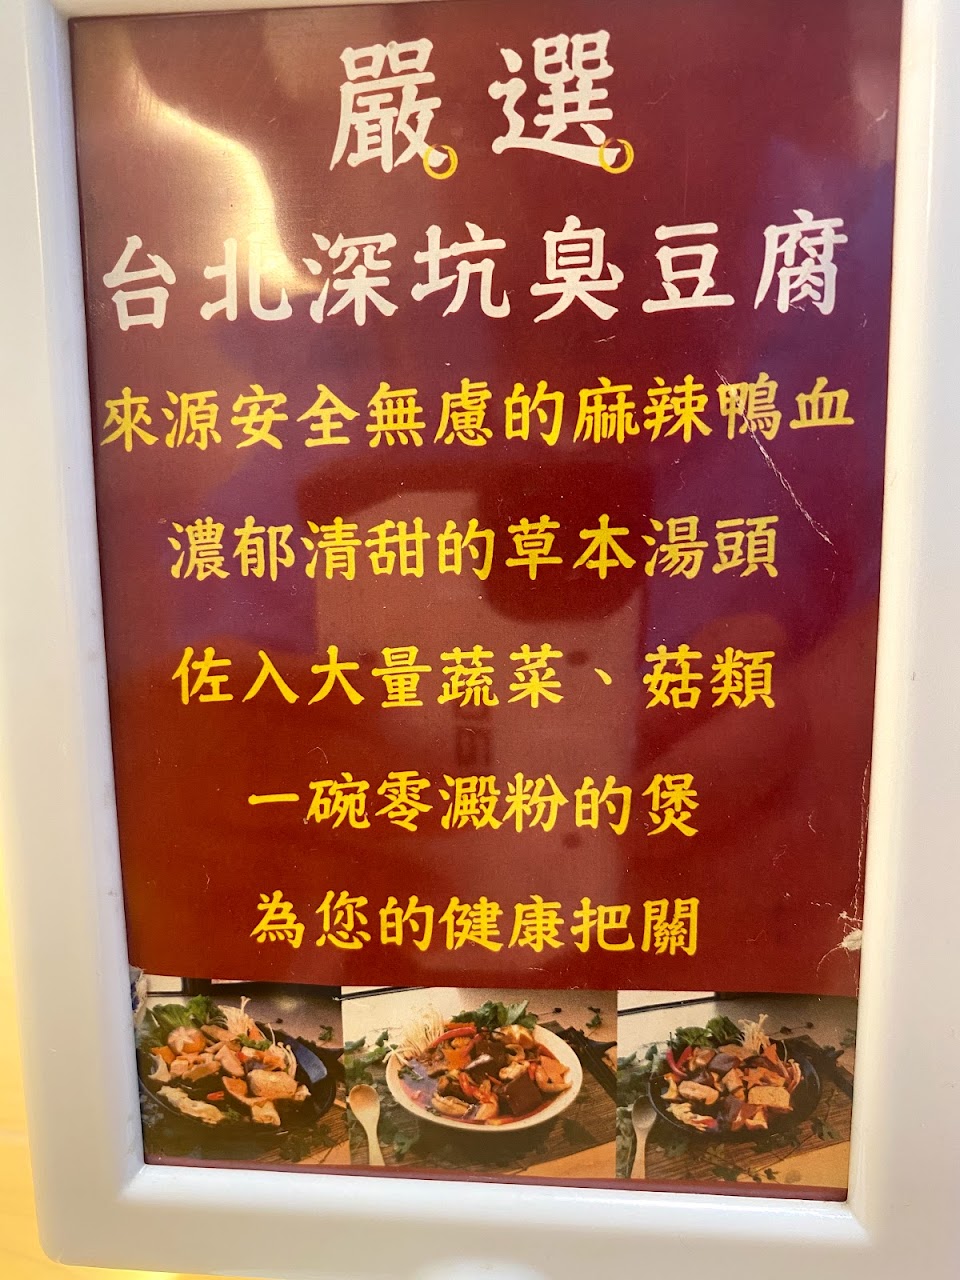 嚴選
台北深坑臭豆腐
來源安全無慮的麻辣鴨血
濃郁清甜的草本湯頭
佐入大量蔬菜、菇類
一碗零澱粉的煲
為您的健康把關